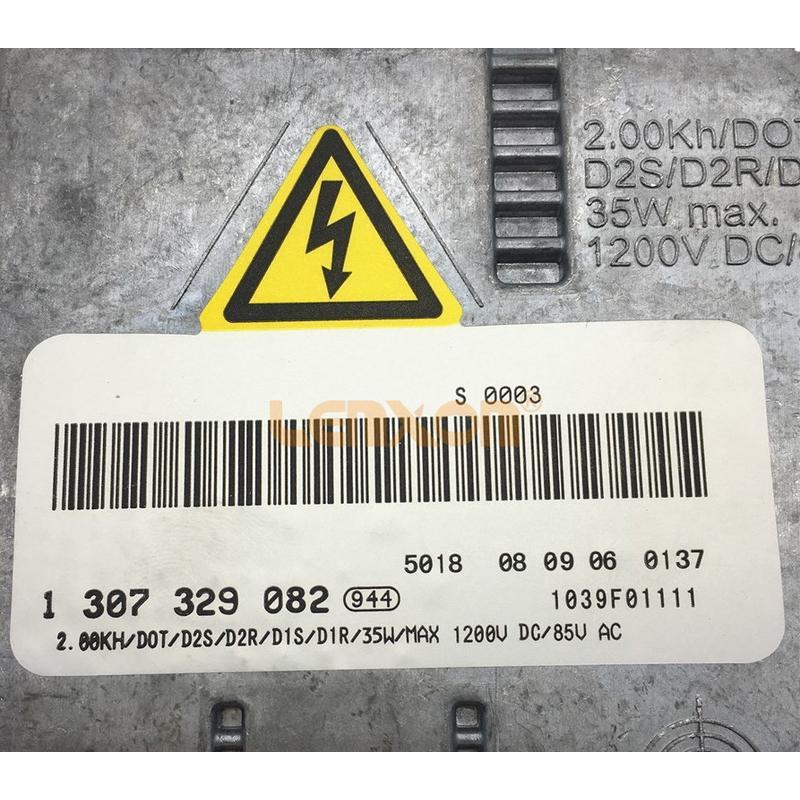 2.00Kh/DOT
D2S/D2R/D
35W max.
1200V DC/
S 0003
LENXON®
5018 08 09 06 0137
1 307 329 082 944
1039F01111
2.00KH/DOT/D2S/D2R/D1S/D1R/35W/MAX 1200V DC/85V AC